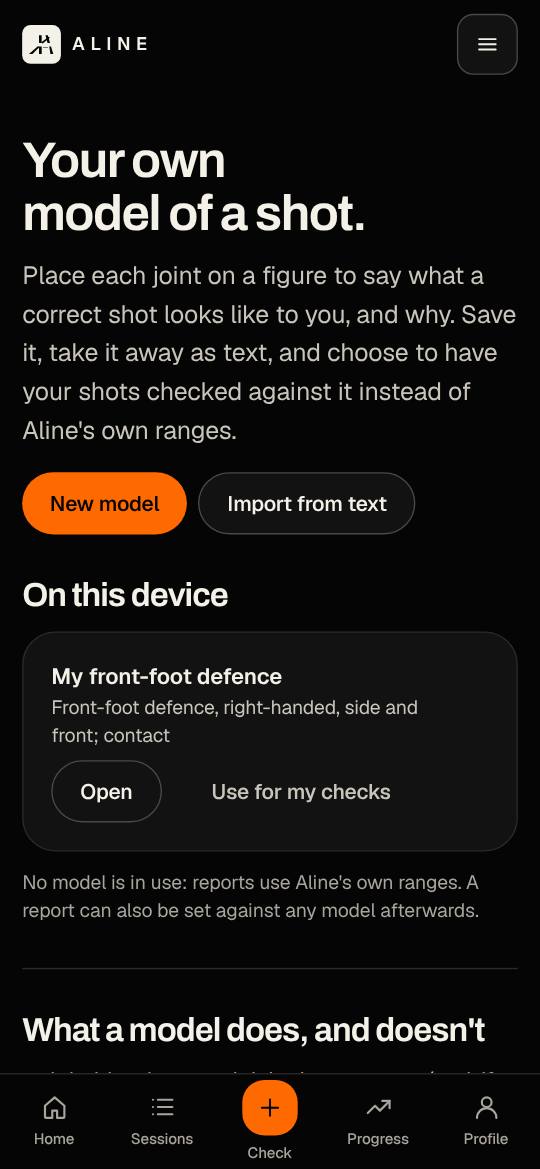 ALINE
Your own
model of a shot.
Place each joint on a figure to say what a
correct shot looks like to you, and why. Save
it, take it away as text, and choose to have
your shots checked against it instead of
Aline's own ranges.
New model
Import from text
On this device
My front-foot defence
Front-foot defence, right-handed, side and
front; contact
Open
Use for my checks
No model is in use: reports use Aline's own ranges. A
report can also be set against any model afterwards.
What a model does, and doesn't
Home
Sessions
Check
Progress
Profile